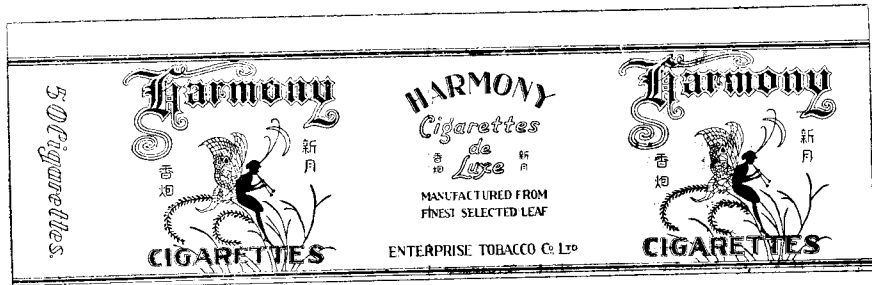 50 Cigarettes.
Harmony
新月
香烟
CIGARETTES
HARMONY
Cigarettes
de
Luxe
新月
香烟
MANUFACTURED FROM
FINEST SELECTED LEAF
ENTERPRISE TOBACCO Co. LTD
Harmony
新月
香烟
CIGARETTES